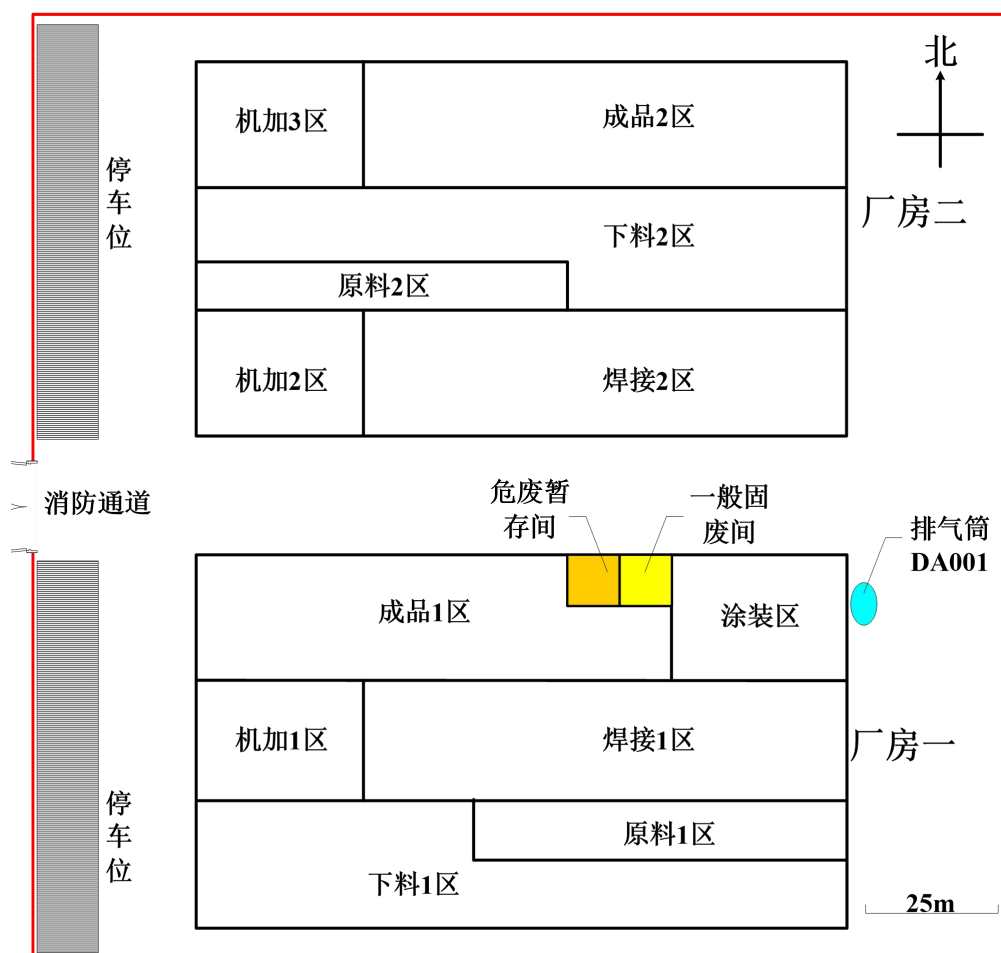 北
机加3区
成品2区
停
车
位
厂房二
下料2区
原料2区
机加2区
焊接2区
消防通道
危废暂
存间
一般固
废间
排气筒
DA001
成品1区
涂装区
机加1区
焊接1区
厂房一
停
车
位
原料1区
下料1区
25m